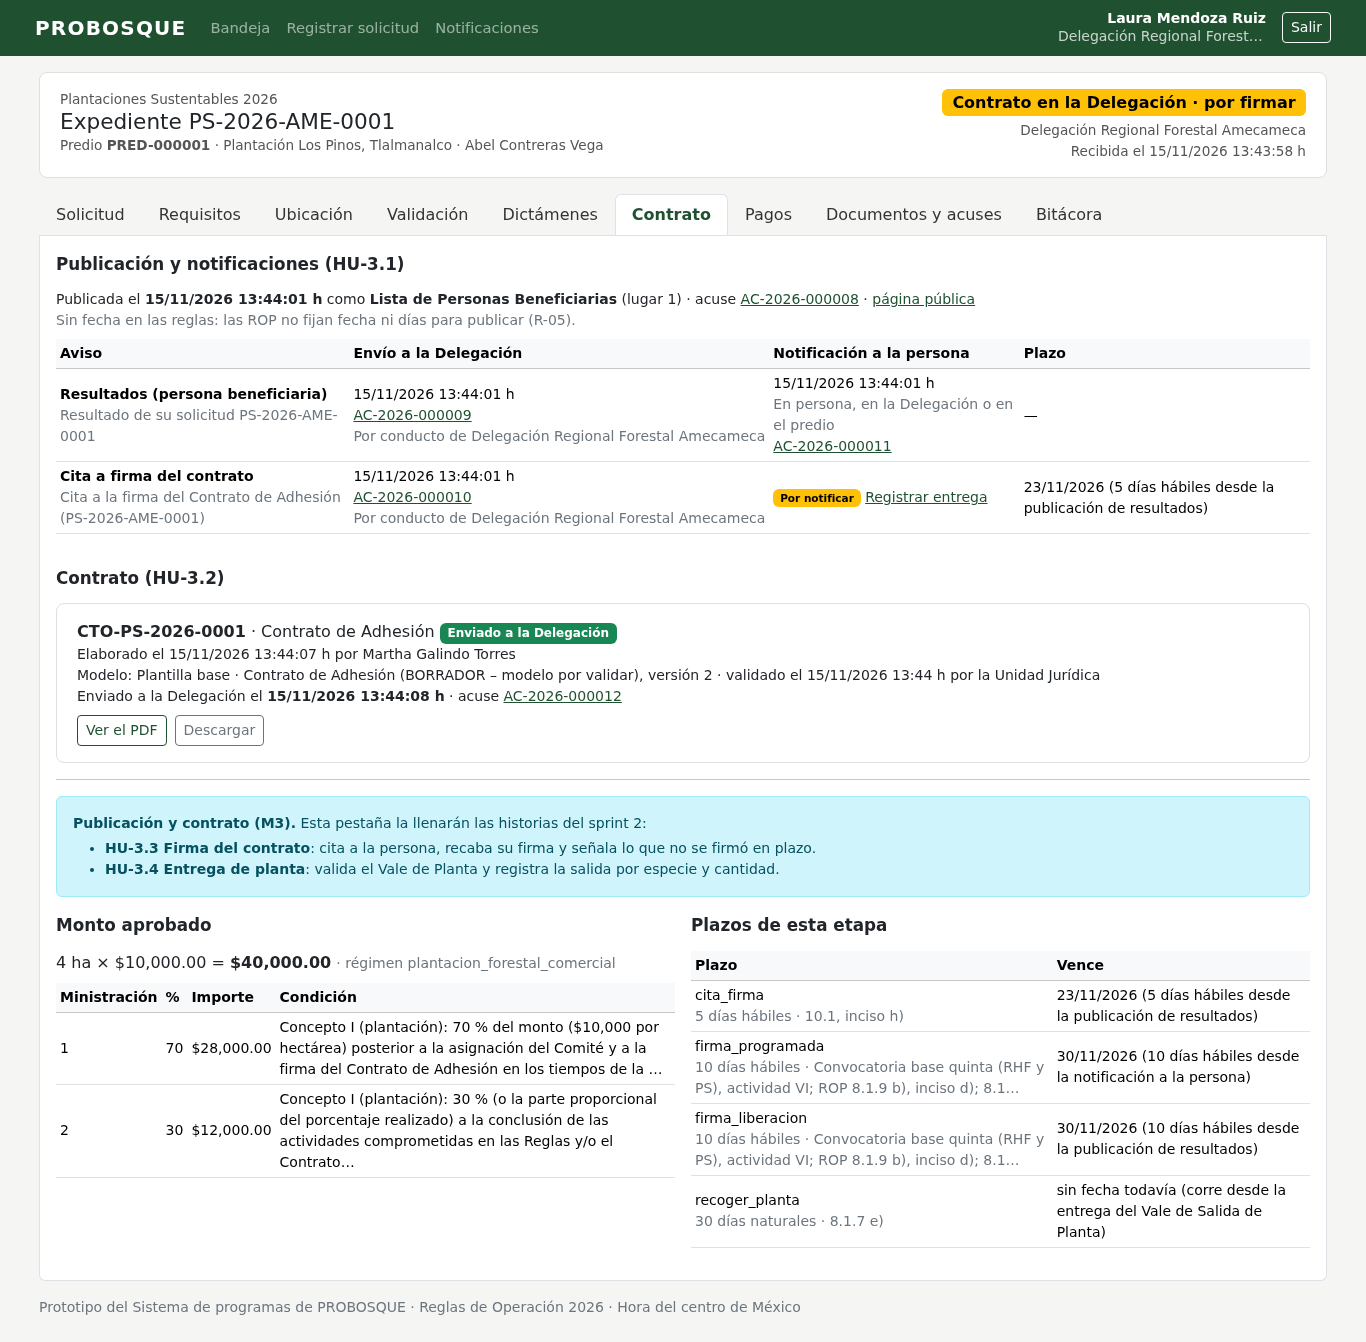 PROBOSQUE
Bandeja
Registrar solicitud
Notificaciones
Laura Mendoza Ruiz
Delegación Regional Forest…
Salir
Plantaciones Sustentables 2026
Expediente PS-2026-AME-0001
Predio PRED-000001 · Plantación Los Pinos, Tlalmanalco · Abel Contreras Vega
Contrato en la Delegación · por firmar
Delegación Regional Forestal Amecameca
Recibida el 15/11/2026 13:43:58 h
Solicitud
Requisitos
Ubicación
Validación
Dictámenes
Contrato
Pagos
Documentos y acuses
Bitácora
Publicación y notificaciones (HU-3.1)
Publicada el 15/11/2026 13:44:01 h como Lista de Personas Beneficiarias (lugar 1) · acuse AC-2026-000008 · página pública
Sin fecha en las reglas: las ROP no fijan fecha ni días para publicar (R-05).
Aviso
Envío a la Delegación
Notificación a la persona
Plazo
Resultados (persona beneficiaria)
Resultado de su solicitud PS-2026-AME-
0001
15/11/2026 13:44:01 h
AC-2026-000009
Por conducto de Delegación Regional Forestal Amecameca
15/11/2026 13:44:01 h
En persona, en la Delegación o en
el predio
AC-2026-000011
—
Cita a firma del contrato
Cita a la firma del Contrato de Adhesión
(PS-2026-AME-0001)
15/11/2026 13:44:01 h
AC-2026-000010
Por conducto de Delegación Regional Forestal Amecameca
Por notificar Registrar entrega
23/11/2026 (5 días hábiles desde la
publicación de resultados)
Contrato (HU-3.2)
CTO-PS-2026-0001 · Contrato de Adhesión Enviado a la Delegación
Elaborado el 15/11/2026 13:44:07 h por Martha Galindo Torres
Modelo: Plantilla base · Contrato de Adhesión (BORRADOR – modelo por validar), versión 2 · validado el 15/11/2026 13:44 h por la Unidad Jurídica
Enviado a la Delegación el 15/11/2026 13:44:08 h · acuse AC-2026-000012
Ver el PDF
Descargar
Publicación y contrato (M3). Esta pestaña la llenarán las historias del sprint 2:
• HU-3.3 Firma del contrato: cita a la persona, recaba su firma y señala lo que no se firmó en plazo.
• HU-3.4 Entrega de planta: valida el Vale de Planta y registra la salida por especie y cantidad.
Monto aprobado
4 ha × $10,000.00 = $40,000.00 · régimen plantacion_forestal_comercial
Ministración
%
Importe
Condición
1
70
$28,000.00
Concepto I (plantación): 70 % del monto ($10,000 por
hectárea) posterior a la asignación del Comité y a la
firma del Contrato de Adhesión en los tiempos de la …
2
30
$12,000.00
Concepto I (plantación): 30 % (o la parte proporcional
del porcentaje realizado) a la conclusión de las
actividades comprometidas en las Reglas y/o el
Contrato…
Plazos de esta etapa
Plazo
Vence
cita_firma
5 días hábiles · 10.1, inciso h)
23/11/2026 (5 días hábiles desde
la publicación de resultados)
firma_programada
10 días hábiles · Convocatoria base quinta (RHF y
PS), actividad VI; ROP 8.1.9 b), inciso d); 8.1…
30/11/2026 (10 días hábiles desde
la notificación a la persona)
firma_liberacion
10 días hábiles · Convocatoria base quinta (RHF y
PS), actividad VI; ROP 8.1.9 b), inciso d); 8.1…
30/11/2026 (10 días hábiles desde
la publicación de resultados)
recoger_planta
30 días naturales · 8.1.7 e)
sin fecha todavía (corre desde la
entrega del Vale de Salida de
Planta)
Prototipo del Sistema de programas de PROBOSQUE · Reglas de Operación 2026 · Hora del centro de México